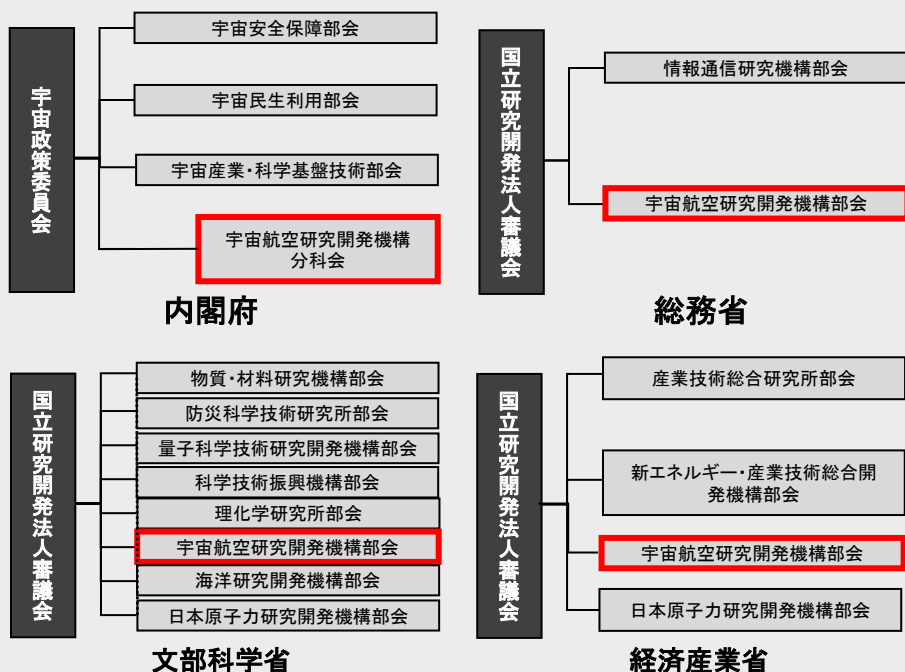 宇宙政策委員会
宇宙安全保障部会
宇宙民生利用部会
宇宙産業・科学基盤技術部会
宇宙航空研究開発機構
分科会
内閣府
国立研究開発法人審議会
情報通信研究機構部会
宇宙航空研究開発機構部会
総務省
国立研究開発法人審議会
物質・材料研究機構部会
防災科学技術研究所部会
量子科学技術研究開発機構部会
科学技術振興機構部会
理化学研究所部会
宇宙航空研究開発機構部会
海洋研究開発機構部会
日本原子力研究開発機構部会
文部科学省
国立研究開発法人審議会
産業技術総合研究所部会
新エネルギー・産業技術総合開
発機構部会
宇宙航空研究開発機構部会
日本原子力研究開発機構部会
経済産業省